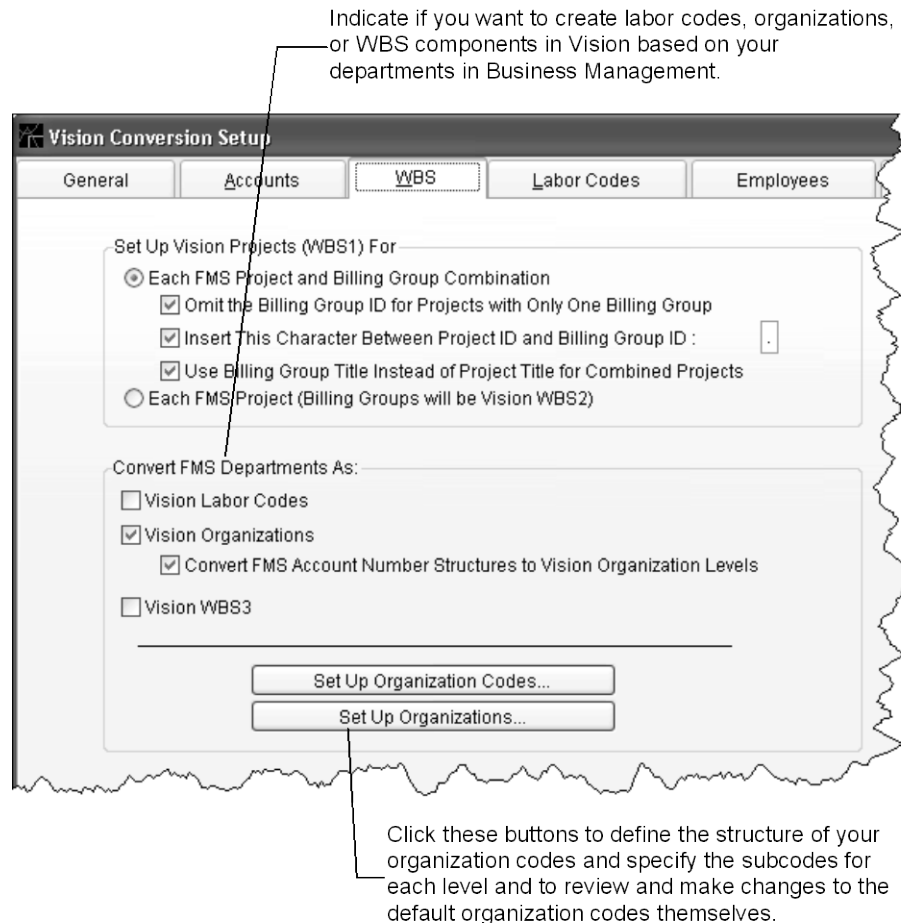 Indicate if you want to create labor codes, organizations,
or WBS components in Vision based on your
departments in Business Management.
Vision Conversion Setup
General Accounts WBS Labor Codes Employees
Set Up Vision Projects (WBS1) For
Each FMS Project and Billing Group Combination
Omit the Billing Group ID for Projects with Only One Billing Group
Insert This Character Between Project ID and Billing Group ID : .
Use Billing Group Title Instead of Project Title for Combined Projects
Each FMS Project (Billing Groups will be Vision WBS2)
Convert FMS Departments As:
Vision Labor Codes
Vision Organizations
Convert FMS Account Number Structures to Vision Organization Levels
Vision WBS3
Set Up Organization Codes...
Set Up Organizations...
Click these buttons to define the structure of your
organization codes and specify the subcodes for
each level and to review and make changes to the
default organization codes themselves.